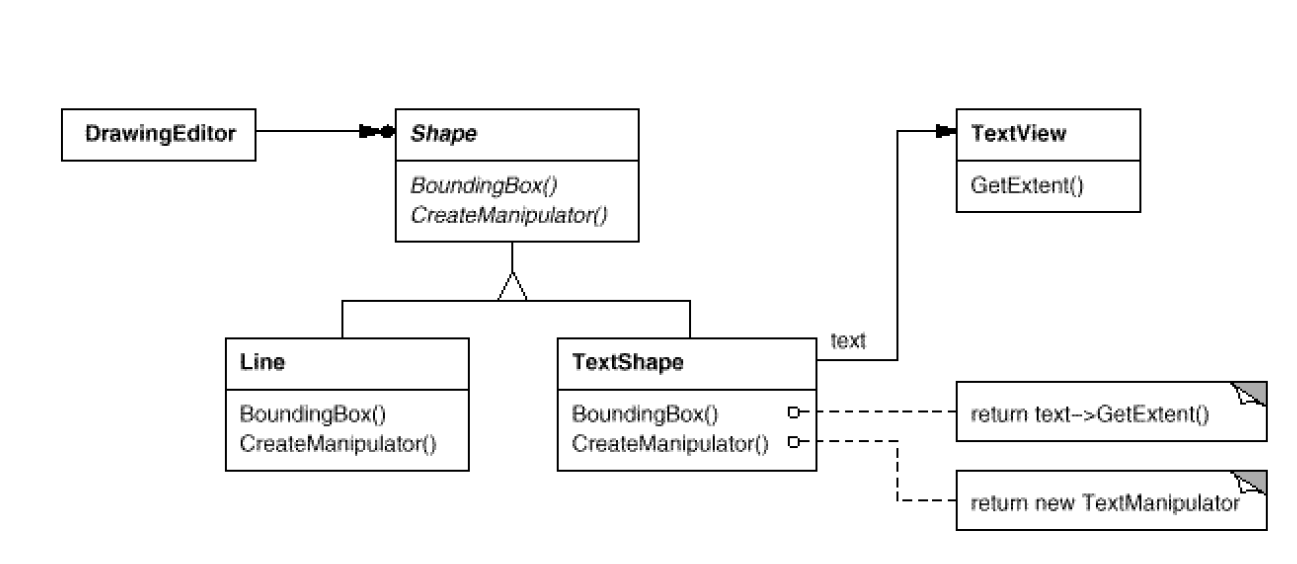 DrawingEditor
Shape
BoundingBox()
CreateManipulator()
TextView
GetExtent()
Line
BoundingBox()
CreateManipulator()
TextShape
BoundingBox()
CreateManipulator()
text
return text–>GetExtent()
return new TextManipulator